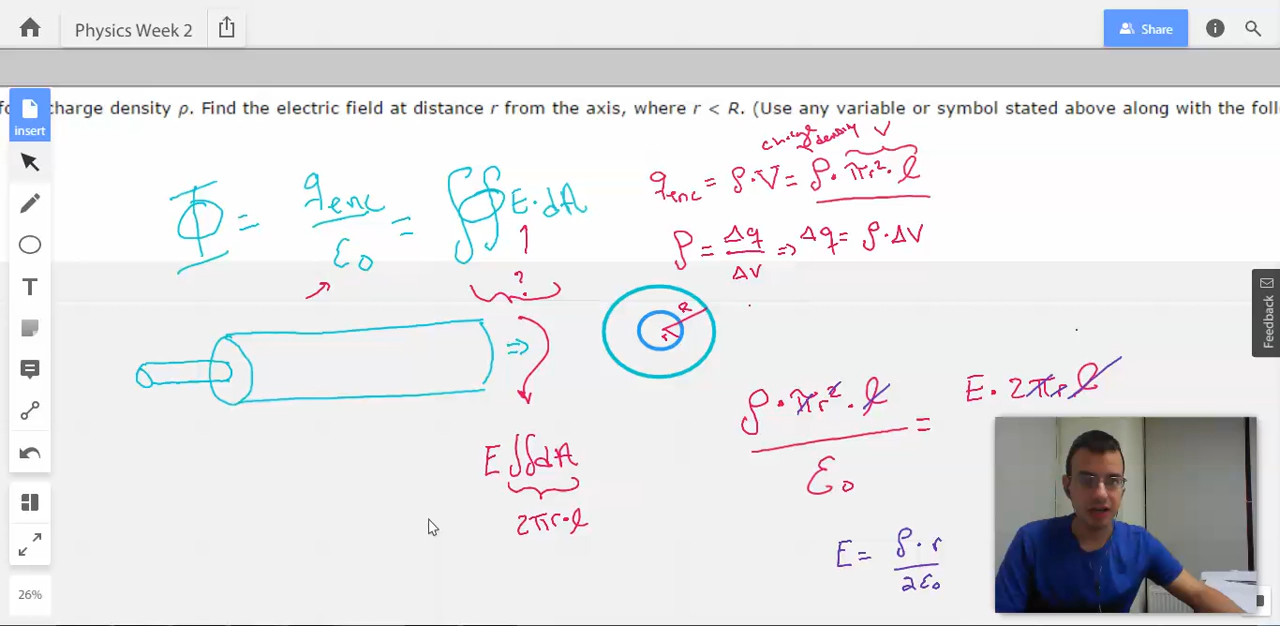 Physics Week 2
Share
charge density ρ. Find the electric field at distance r from the axis, where r < R. (Use any variable or symbol stated above along with the foll
insert
T
26%
Feedback
Φ = q_enc / ε₀ = ∯ E · dA
?
charge density V
q_enc = ρ · V = ρ · πr² · l
ρ = Δq / ΔV ⇒ Δq = ρ · ΔV
R
r
⇒
E ∬ dA
2πr · l
ρ · πr² · l / ε₀ = E · 2πr l
E = ρ · r / 2ε₀